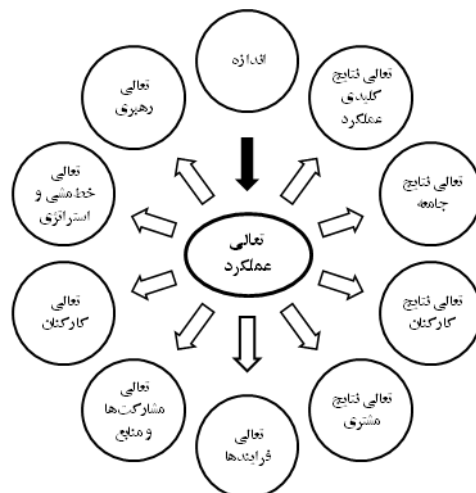 اندازه
تعالی نتایج
کلیدی
عملکرد
تعالی نتایج
جامعه
تعالی نتایج
کارکنان
تعالی نتایج
مشتری
تعالی
فرایندها
تعالی
مشارکت‌ها
و منابع
تعالی
کارکنان
تعالی
خط‌مشی و
استراتژی
تعالی
رهبری
تعالی
عملکرد